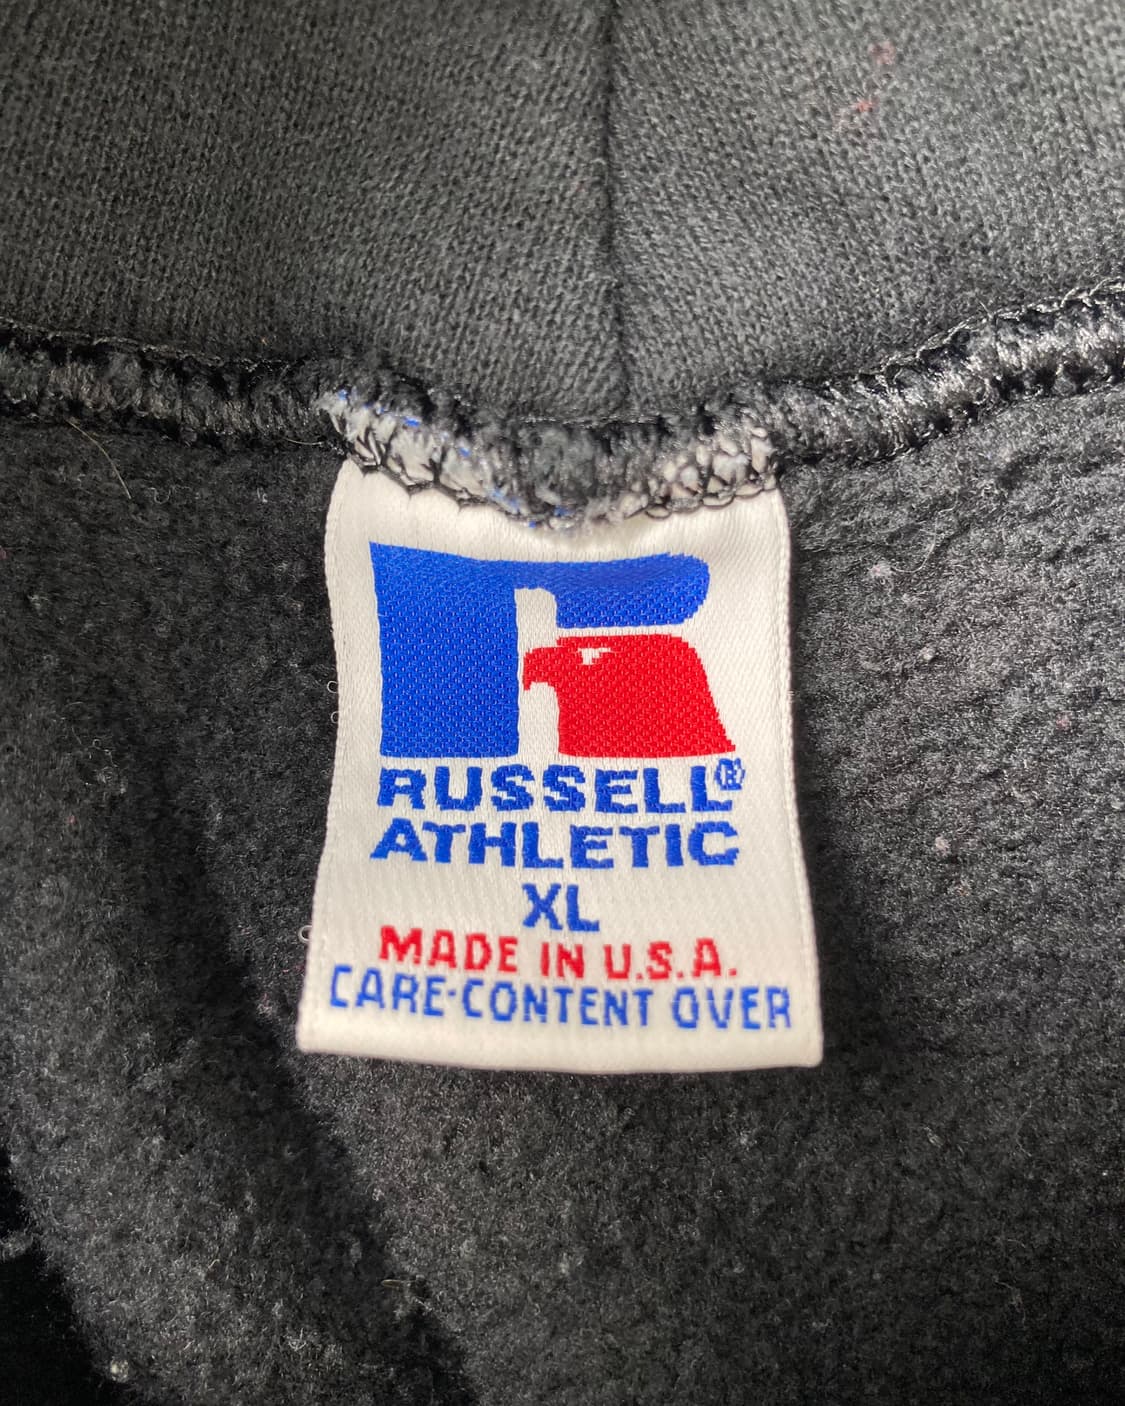 RUSSELL®
ATHLETIC
XL
MADE IN U.S.A.
CARE-CONTENT OVER